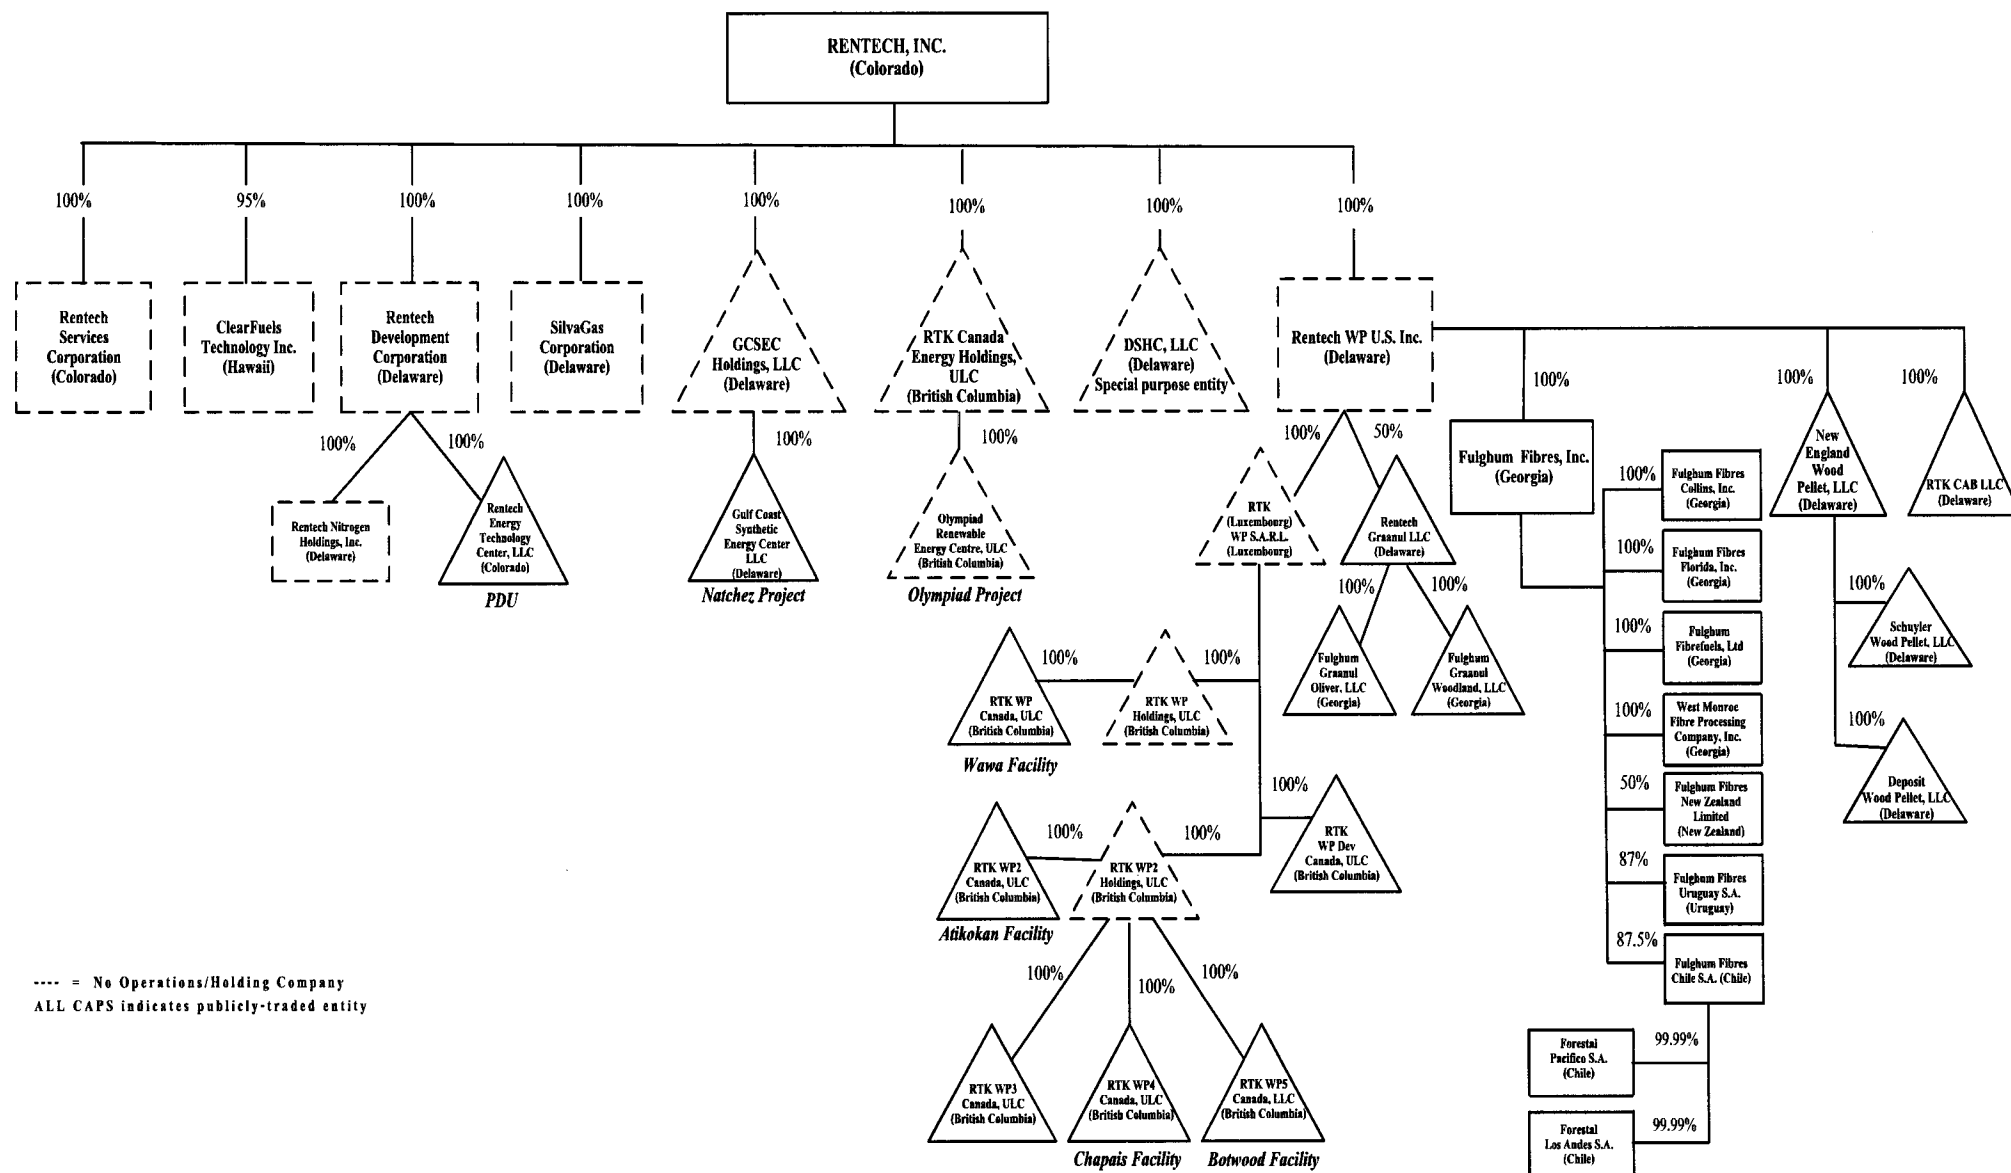 RENTECH, INC.
(Colorado)
100%
95%
100%
100%
100%
100%
100%
100%
Rentech
Services
Corporation
(Colorado)
ClearFuels
Technology Inc.
(Hawaii)
Rentech
Development
Corporation
(Delaware)
SilvaGas
Corporation
(Delaware)
GCSEC
Holdings, LLC
(Delaware)
RTK Canada
Energy Holdings,
ULC
(British Columbia)
DSHC, LLC
(Delaware)
Special purpose entity
Rentech WP U.S. Inc.
(Delaware)
100%
100%
Rentech Nitrogen
Holdings, Inc.
(Delaware)
Rentech
Energy
Technology
Center, LLC
(Colorado)
PDU
100%
Gulf Coast
Synthetic
Energy Center
LLC
(Delaware)
Natchez Project
100%
Olympiad
Renewable
Energy Centre, ULC
(British Columbia)
Olympiad Project
100%
50%
RTK
(Luxembourg)
WP S.A.R.L.
(Luxembourg)
Rentech
Graanul LLC
(Delaware)
100%
100%
Fulghum
Graanul
Oliver, LLC
(Georgia)
Fulghum
Graanul
Woodland, LLC
(Georgia)
100%
100%
RTK WP
Canada, ULC
(British Columbia)
Wawa Facility
RTK WP
Holdings, ULC
(British Columbia)
100%
RTK
WP Dev
Canada, ULC
(British Columbia)
100%
100%
RTK WP2
Canada, ULC
(British Columbia)
Atikokan Facility
RTK WP2
Holdings, ULC
(British Columbia)
100%
100%
100%
RTK WP3
Canada, ULC
(British Columbia)
RTK WP4
Canada, ULC
(British Columbia)
Chapais Facility
RTK WP5
Canada, LLC
(British Columbia)
Botwood Facility
100%
100%
100%
Fulghum Fibres, Inc.
(Georgia)
New
England
Wood
Pellet, LLC
(Delaware)
RTK CAB LLC
(Delaware)
100%
Fulghum Fibres
Collins, Inc.
(Georgia)
100%
Fulghum Fibres
Florida, Inc.
(Georgia)
100%
Fulghum
Fibrefuels, Ltd
(Georgia)
100%
West Monroe
Fibre Processing
Company, Inc.
(Georgia)
50%
Fulghum Fibres
New Zealand
Limited
(New Zealand)
87%
Fulghum Fibres
Uruguay S.A.
(Uruguay)
87.5%
Fulghum Fibres
Chile S.A. (Chile)
99.99%
Forestal
Pacifico S.A.
(Chile)
99.99%
Forestal
Los Andes S.A.
(Chile)
100%
Schuyler
Wood Pellet, LLC
(Delaware)
100%
Deposit
Wood Pellet, LLC
(Delaware)
---- = No Operations/Holding Company
ALL CAPS indicates publicly-traded entity